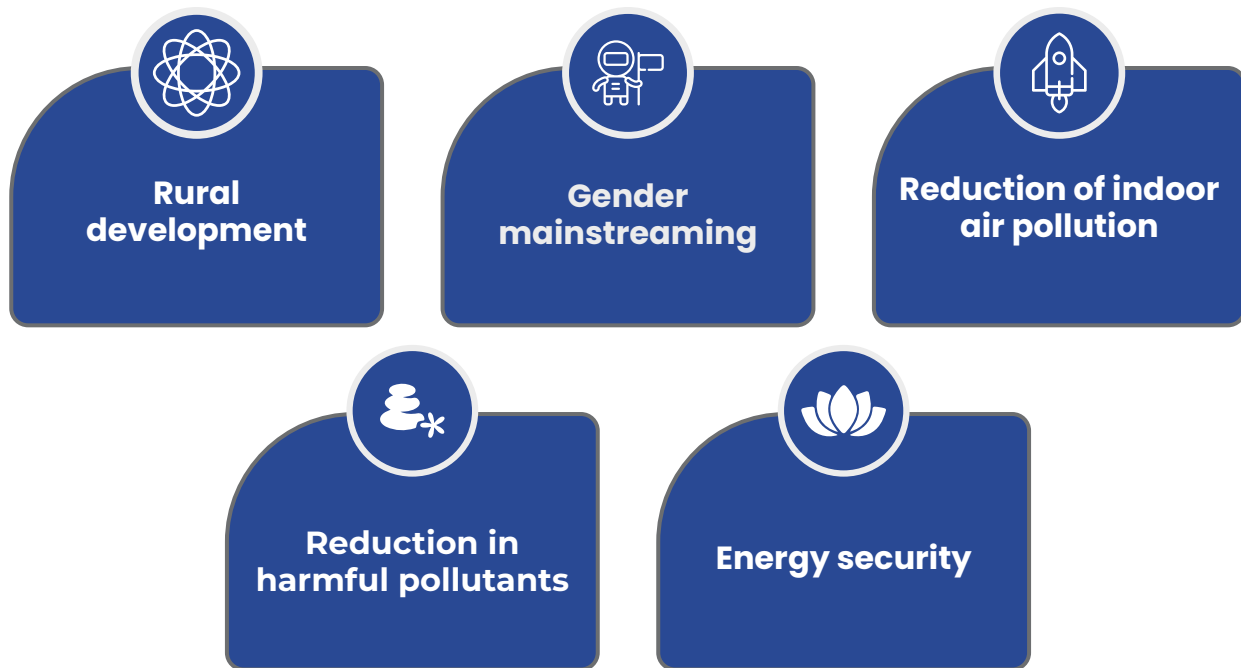 Rural
development
Gender
mainstreaming
Reduction of indoor
air pollution
Reduction in
harmful pollutants
Energy security